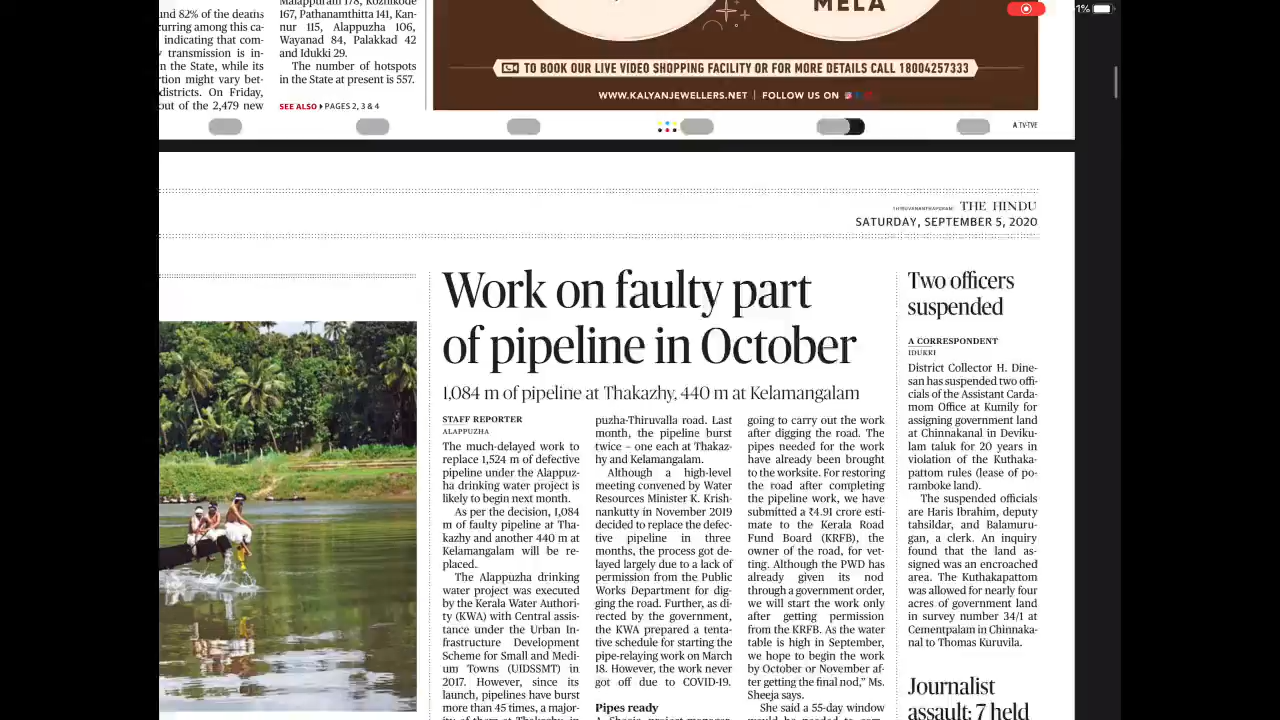 und 82% of the deaths
curring among this ca-
indicating that com-
transmission is in-
n the State, while its
rtion might vary bet-
districts. On Friday,
out of the 2,479 new
Malappuram 178, Kozhikode
167, Pathanamthitta 141, Kan-
nur 115, Alappuzha 106,
Wayanad 84, Palakkad 42
and Idukki 29.
The number of hotspots
in the State at present is 557.
SEE ALSO PAGES 2, 3 & 4
MELA
TO BOOK OUR LIVE VIDEO SHOPPING FACILITY OR FOR MORE DETAILS CALL 18004257333
WWW.KALYANJEWELLERS.NET | FOLLOW US ON
1%
A TV-TVE
THIRUVANANTHAPURAM THE HINDU
SATURDAY, SEPTEMBER 5, 2020
Work on faulty part
of pipeline in October
1,084 m of pipeline at Thakazhy, 440 m at Kelamangalam
STAFF REPORTER
ALAPPUZHA
The much-delayed work to
replace 1,524 m of defective
pipeline under the Alappuz-
ha drinking water project is
likely to begin next month.
As per the decision, 1,084
m of faulty pipeline at Tha-
kazhy and another 440 m at
Kelamangalam will be re-
placed.
The Alappuzha drinking
water project was executed
by the Kerala Water Authori-
ty (KWA) with Central assis-
tance under the Urban In-
frastructure Development
Scheme for Small and Medi-
um Towns (UIDSSMT) in
2017. However, since its
launch, pipelines have burst
more than 45 times, a major-
ity of them at Thakazhy in
puzha-Thiruvalla road. Last
month, the pipeline burst
twice – one each at Thakaz-
hy and Kelamangalam.
Although a high-level
meeting convened by Water
Resources Minister K. Krish-
nankutty in November 2019
decided to replace the defec-
tive pipeline in three
months, the process got de-
layed largely due to a lack of
permission from the Public
Works Department for dig-
ging the road. Further, as di-
rected by the government,
the KWA prepared a tenta-
tive schedule for starting the
pipe-relaying work on March
18. However, the work never
got off due to COVID-19.
Pipes ready
A. Sheeja, project manager,
going to carry out the work
after digging the road. The
pipes needed for the work
have already been brought
to the worksite. For restoring
the road after completing
the pipeline work, we have
submitted a ₹4.91 crore esti-
mate to the Kerala Road
Fund Board (KRFB), the
owner of the road, for vet-
ting. Although the PWD has
already given its nod
through a government order,
we will start the work only
after getting permission
from the KRFB. As the water
table is high in September,
we hope to begin the work
by October or November af-
ter getting the final nod,” Ms.
Sheeja says.
She said a 55-day window
would be needed to com-
Two officers
suspended
A CORRESPONDENT
IDUKKI
District Collector H. Dine-
san has suspended two offi-
cials of the Assistant Carda-
mom Office at Kumily for
assigning government land
at Chinnakanal in Deviku-
lam taluk for 20 years in
violation of the Kuthaka-
pattom rules (lease of po-
ramboke land).
The suspended officials
are Haris Ibrahim, deputy
tahsildar, and Balamuru-
gan, a clerk. An inquiry
found that the land as-
signed was an encroached
area. The Kuthakapattom
was allowed for nearly four
acres of government land
in survey number 34/1 at
Cementpalam in Chinnaka-
nal to Thomas Kuruvila.
Journalist
assault: 7 held